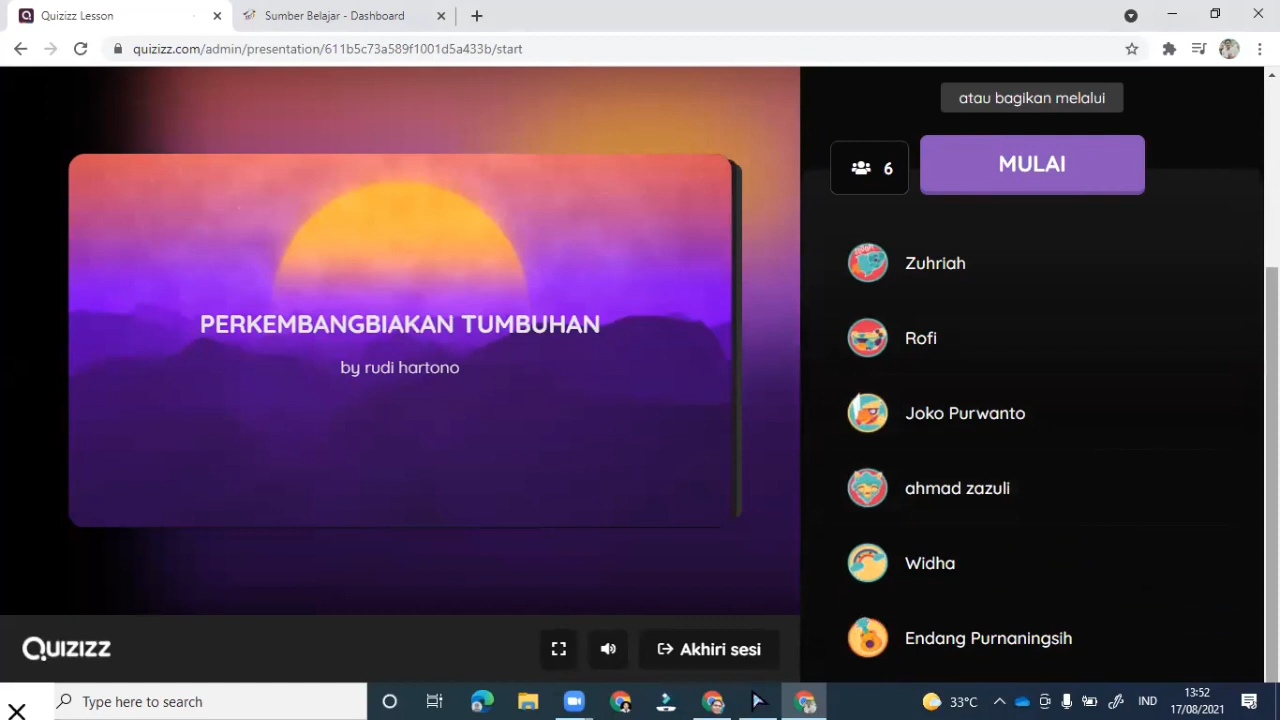 Quizizz Lesson
Sumber Belajar - Dashboard
quizizz.com/admin/presentation/611b5c73a589f1001d5a433b/start
atau bagikan melalui
6
MULAI
PERKEMBANGBIAKAN TUMBUHAN
by rudi hartono
Zuhriah
Rofi
Joko Purwanto
ahmad zazuli
Widha
Endang Purnaningsih
Quizizz
Akhiri sesi
Type here to search
33°C
IND
13:52
17/08/2021